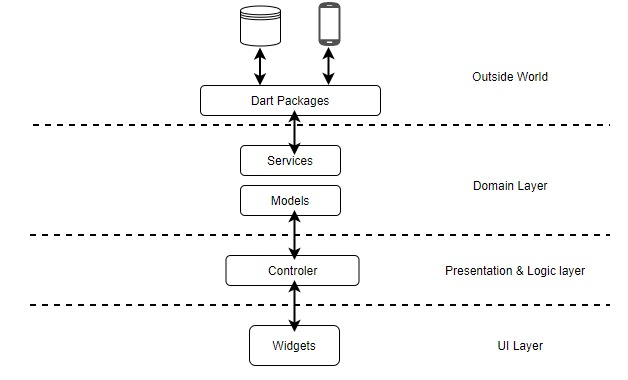 Outside World
Dart Packages
Services
Domain Layer
Models
Controler
Presentation & Logic layer
Widgets
UI Layer